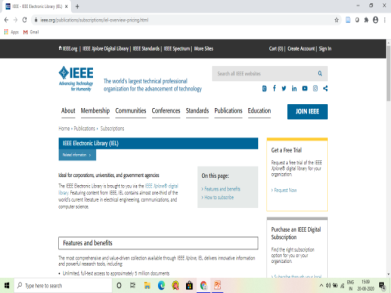 IEEE - IEEE Electronic Library (IEL)
ieee.org/publications/subscriptions/iel-overview-pricing.html
Apps
Gmail
IEEE.org | IEEE Xplore Digital Library | IEEE Standards | IEEE Spectrum | More Sites
Cart (0) | Create Account | Sign In
IEEE
Advancing Technology
for Humanity
The world's largest technical professional
organization for the advancement of technology
Search all IEEE websites
About Membership Communities Conferences Standards Publications Education
JOIN IEEE
Home > Publications > Subscriptions
IEEE Electronic Library (IEL)
Related Information
Ideal for corporations, universities, and government agencies
The IEEE Electronic Library is brought to you via the IEEE Xplore® digital
library. Featuring content from IEEE, IEL contains almost one-third of the
world's current literature in electrical engineering, communications, and
computer science.
On this page:
> Features and benefits
> How to subscribe
Get a Free Trial
Request a free trial of the IEEE
Xplore® digital library for your
organization.
> Request Now
Purchase an IEEE Digital
Subscription
Find the right subscription
option for you or your
organization.
Features and benefits
The most comprehensive and value-driven collection available through IEEE Xplore, IEL delivers innovative information
and powerful research tools, including:
• Unlimited, full-text access to approximately 5 million documents
Type here to search
ENG
IN